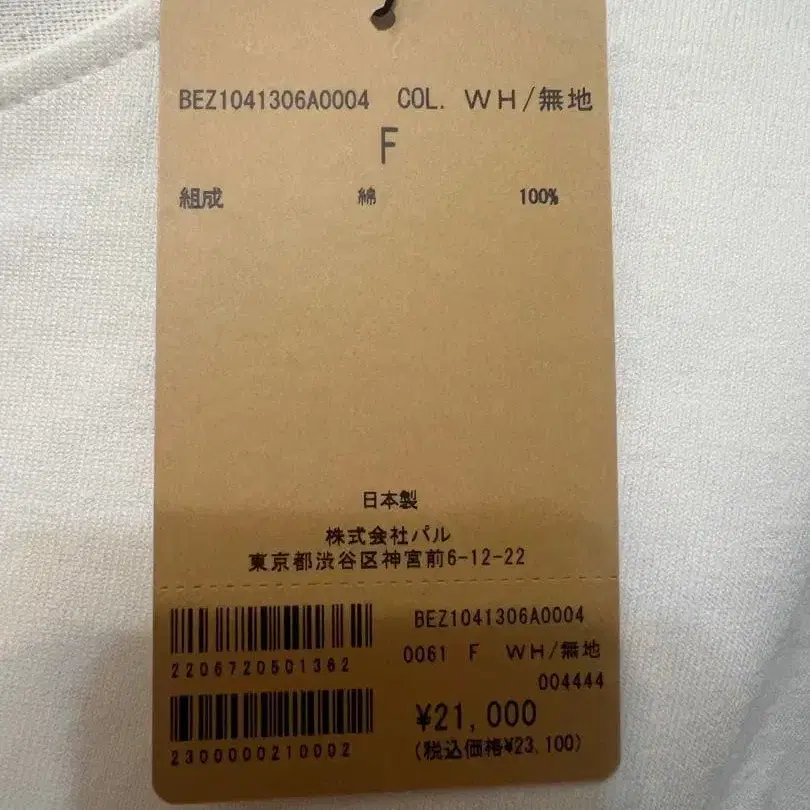 BEZ1041306A0004 COL. WH/無地
F
組成 綿 100%
日本製
株式会社パル
東京都渋谷区神宮前6-12-22
BEZ1041306A0004
0061 F WH/無地
2206720501362
004444
¥21,000
(税込価格¥23,100)
2300000210002